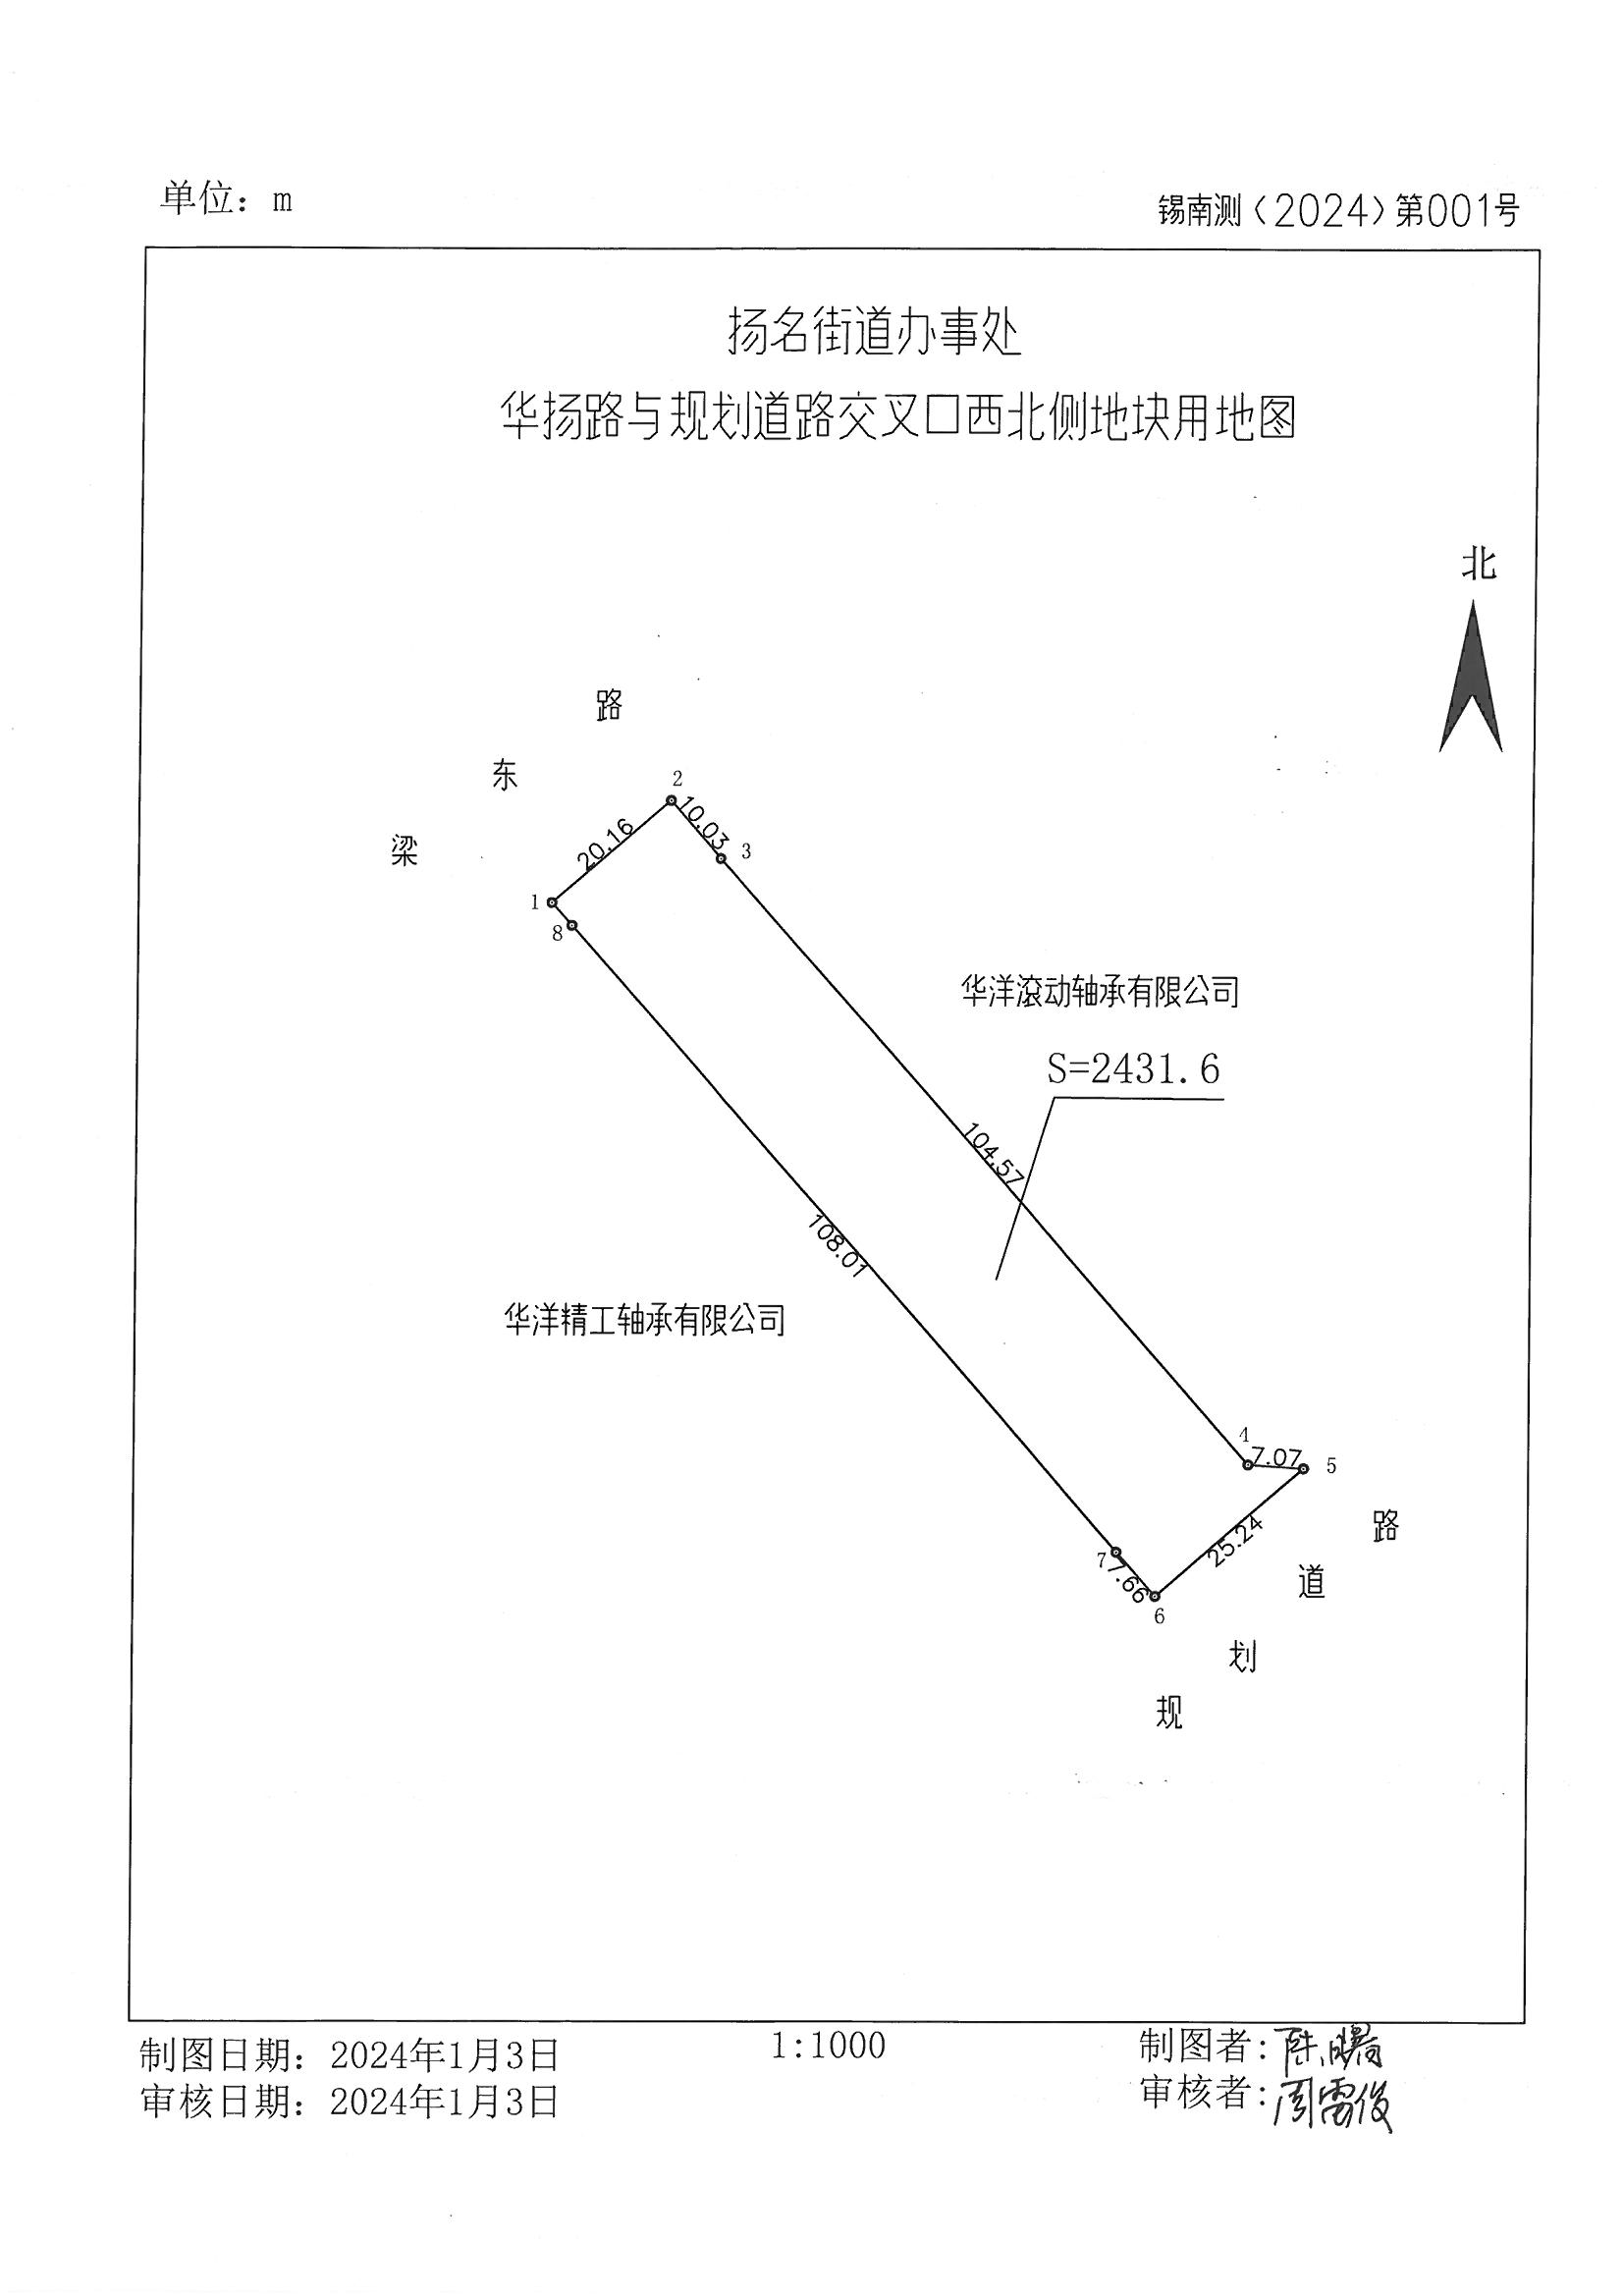 单位：m
锡南测〈2024〉第001号
扬名街道办事处
华扬路与规划道路交叉口西北侧地块用地图
北
梁东路
2
10.03
3
20.16
1
8
华洋滚动轴承有限公司
S=2431.6
104.57
108.01
华洋精工轴承有限公司
4
7.07
5
25.24
7
7.66
6
规划道路
制图日期：2024年1月3日
1:1000
制图者：陈曙
审核日期：2024年1月3日
审核者：周雷俊